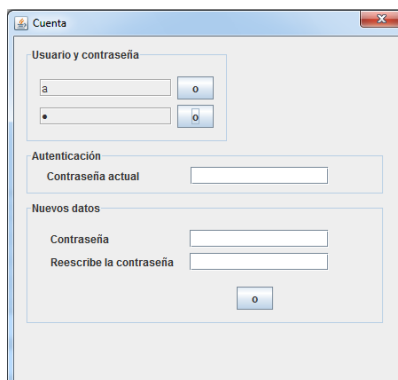 Cuenta
Usuario y contraseña
a
o
●
o
Autenticación
Contraseña actual
Nuevos datos
Contraseña
Reescribe la contraseña
o